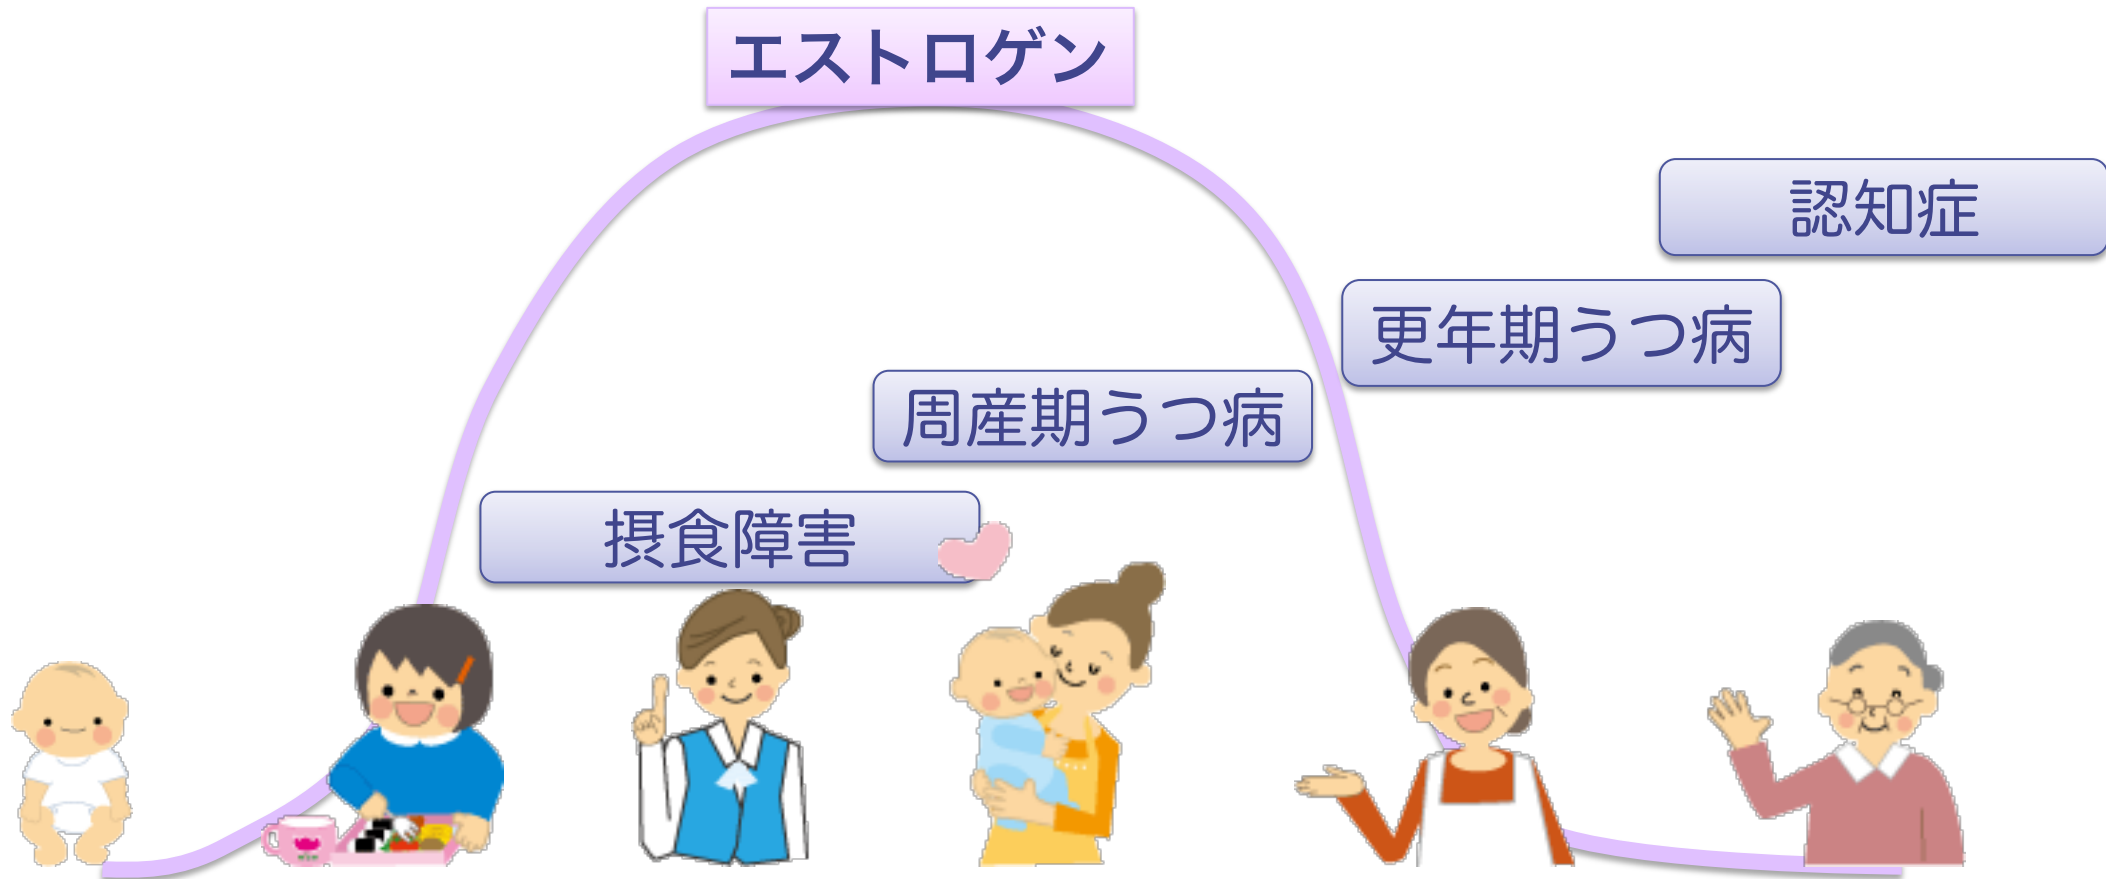 エストロゲン
認知症
更年期うつ病
周産期うつ病
摂食障害